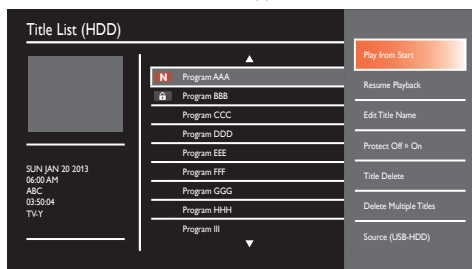 Title List (HDD)
N Program AAA
Program BBB
Program CCC
Program DDD
Program EEE
Program FFF
Program GGG
Program HHH
Program III
SUN JAN 20 2013
06:00 AM
ABC
03:50:04
TV-Y
Play from Start
Resume Playback
Edit Title Name
Protect Off » On
Title Delete
Delete Multiple Titles
Source (USB-HDD)